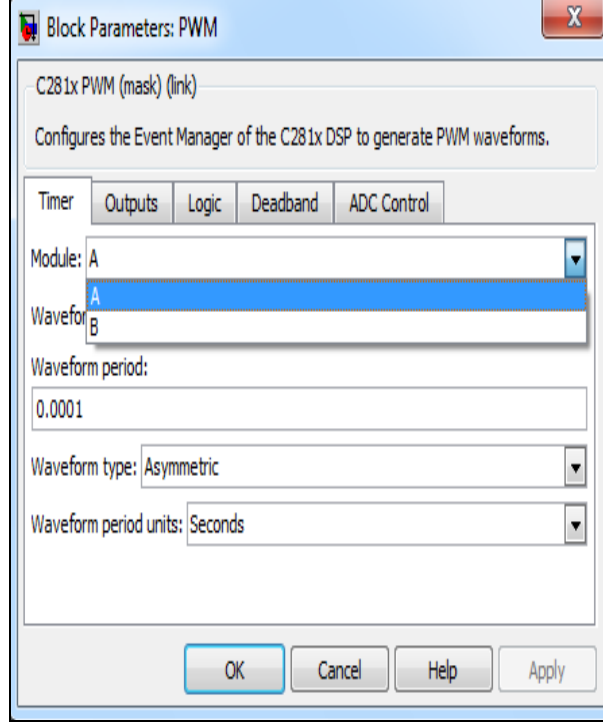 Block Parameters: PWM
X
C281x PWM (mask) (link)
Configures the Event Manager of the C281x DSP to generate PWM waveforms.
Timer Outputs Logic Deadband ADC Control
Module: A
A
B
Waveform period:
0.0001
Waveform type: Asymmetric
Waveform period units: Seconds
OK Cancel Help Apply